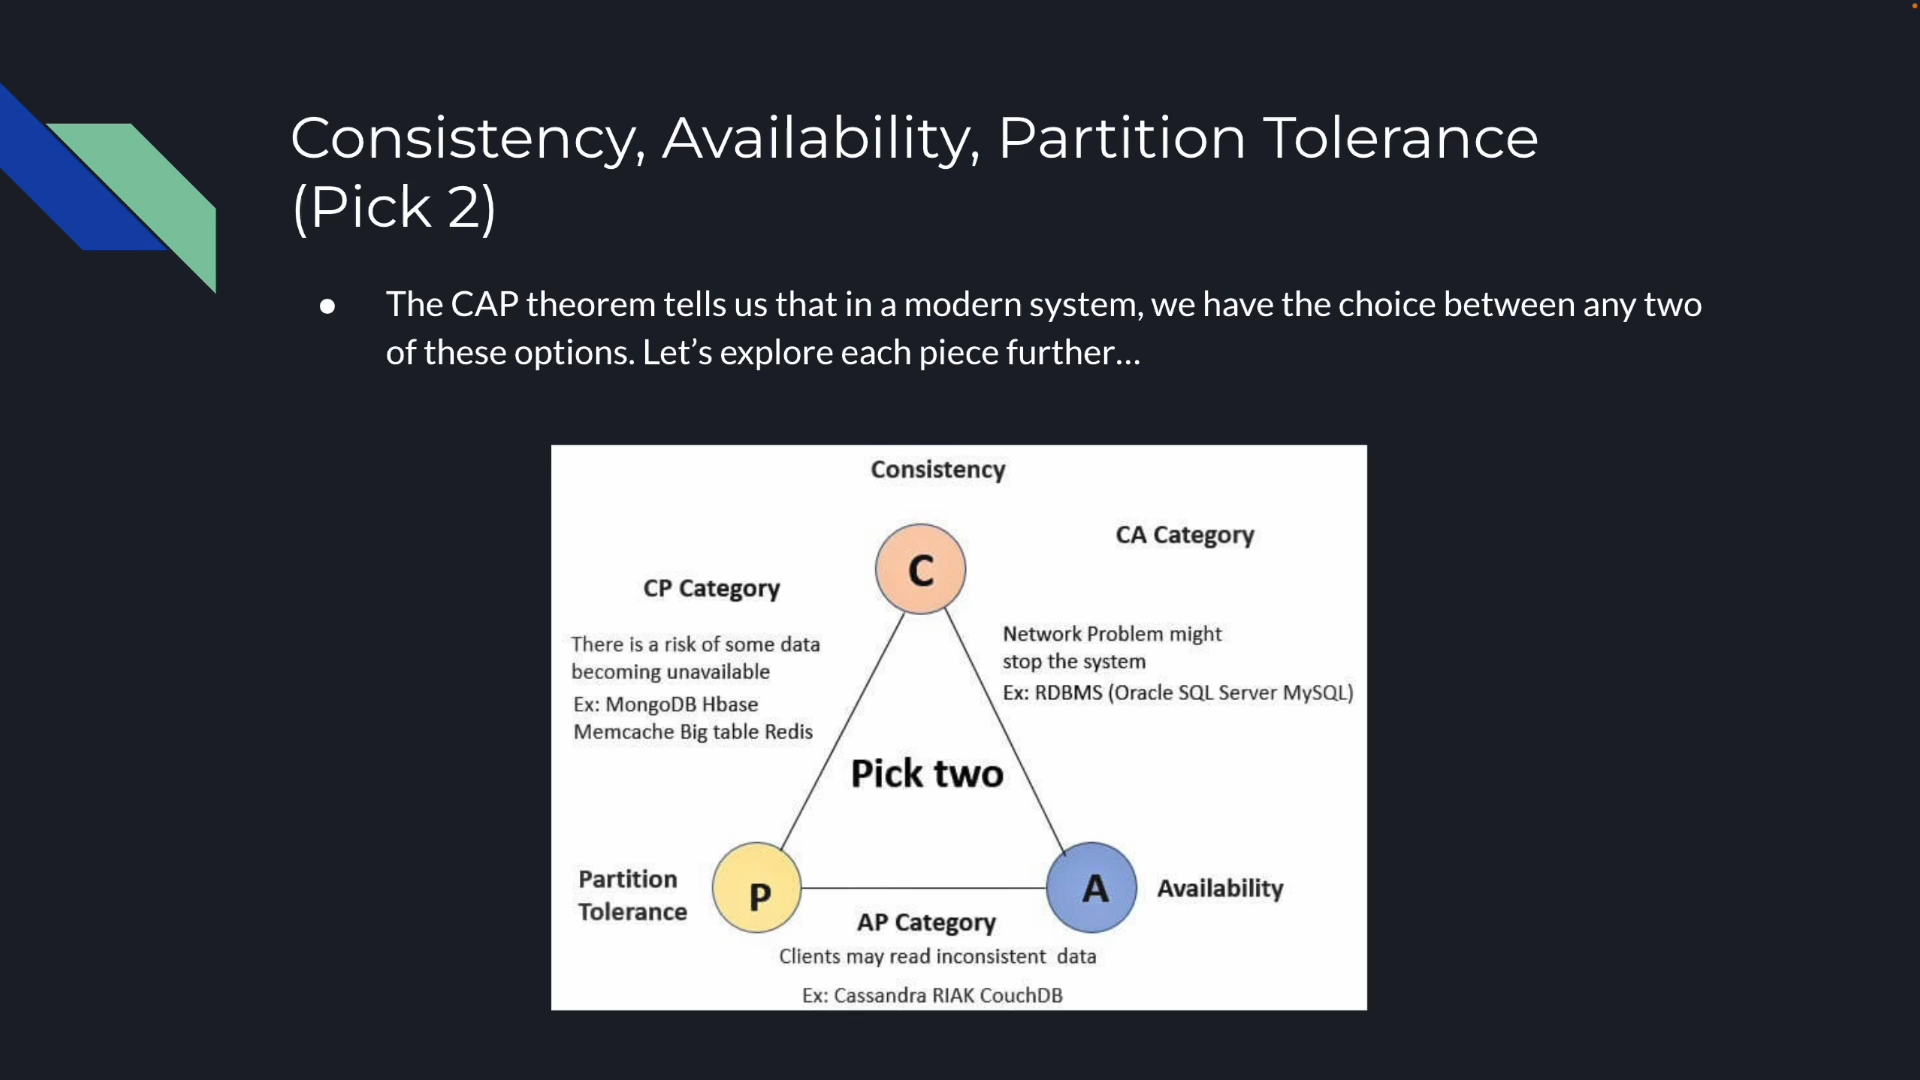 Consistency, Availability, Partition Tolerance
(Pick 2)
● The CAP theorem tells us that in a modern system, we have the choice between any two
of these options. Let’s explore each piece further…
Consistency
C
CA Category
CP Category
There is a risk of some data
becoming unavailable
Ex: MongoDB Hbase
Memcache Big table Redis
Network Problem might
stop the system
Ex: RDBMS (Oracle SQL Server MySQL)
Pick two
Partition
Tolerance
P
A
Availability
AP Category
Clients may read inconsistent data
Ex: Cassandra RIAK CouchDB